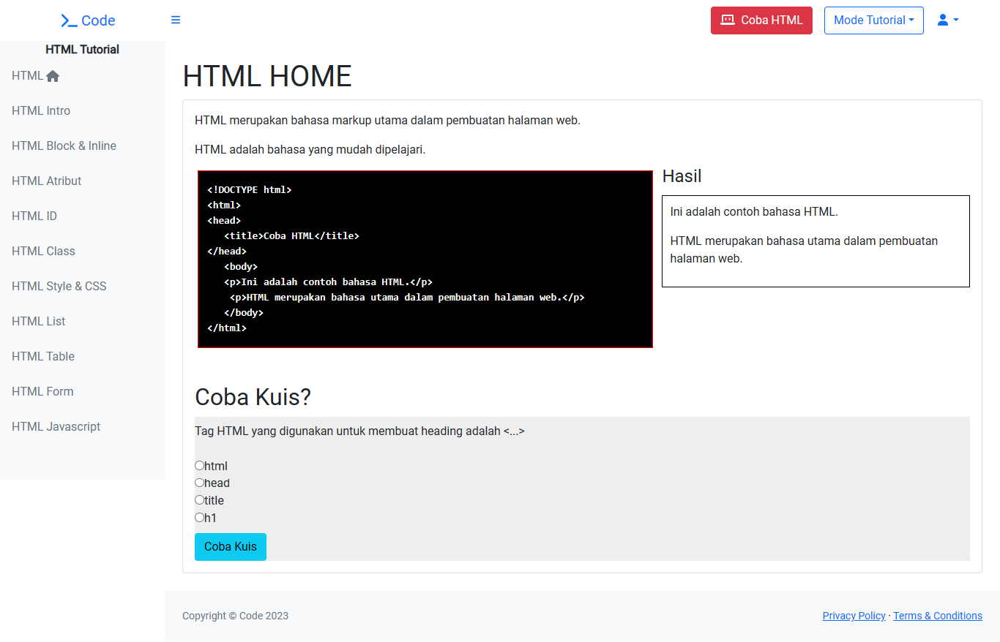 Code
Coba HTML
Mode Tutorial
HTML Tutorial
HTML
HTML Intro
HTML Block & Inline
HTML Atribut
HTML ID
HTML Class
HTML Style & CSS
HTML List
HTML Table
HTML Form
HTML Javascript
HTML HOME
HTML merupakan bahasa markup utama dalam pembuatan halaman web.
HTML adalah bahasa yang mudah dipelajari.
<!DOCTYPE html>
<html>
<head>
<title>Coba HTML</title>
</head>
<body>
<p>Ini adalah contoh bahasa HTML.</p>
<p>HTML merupakan bahasa utama dalam pembuatan halaman web.</p>
</body>
</html>
Hasil
Ini adalah contoh bahasa HTML.
HTML merupakan bahasa utama dalam pembuatan
halaman web.
Coba Kuis?
Tag HTML yang digunakan untuk membuat heading adalah <...>
html
head
title
h1
Coba Kuis
Copyright © Code 2023
Privacy Policy · Terms & Conditions